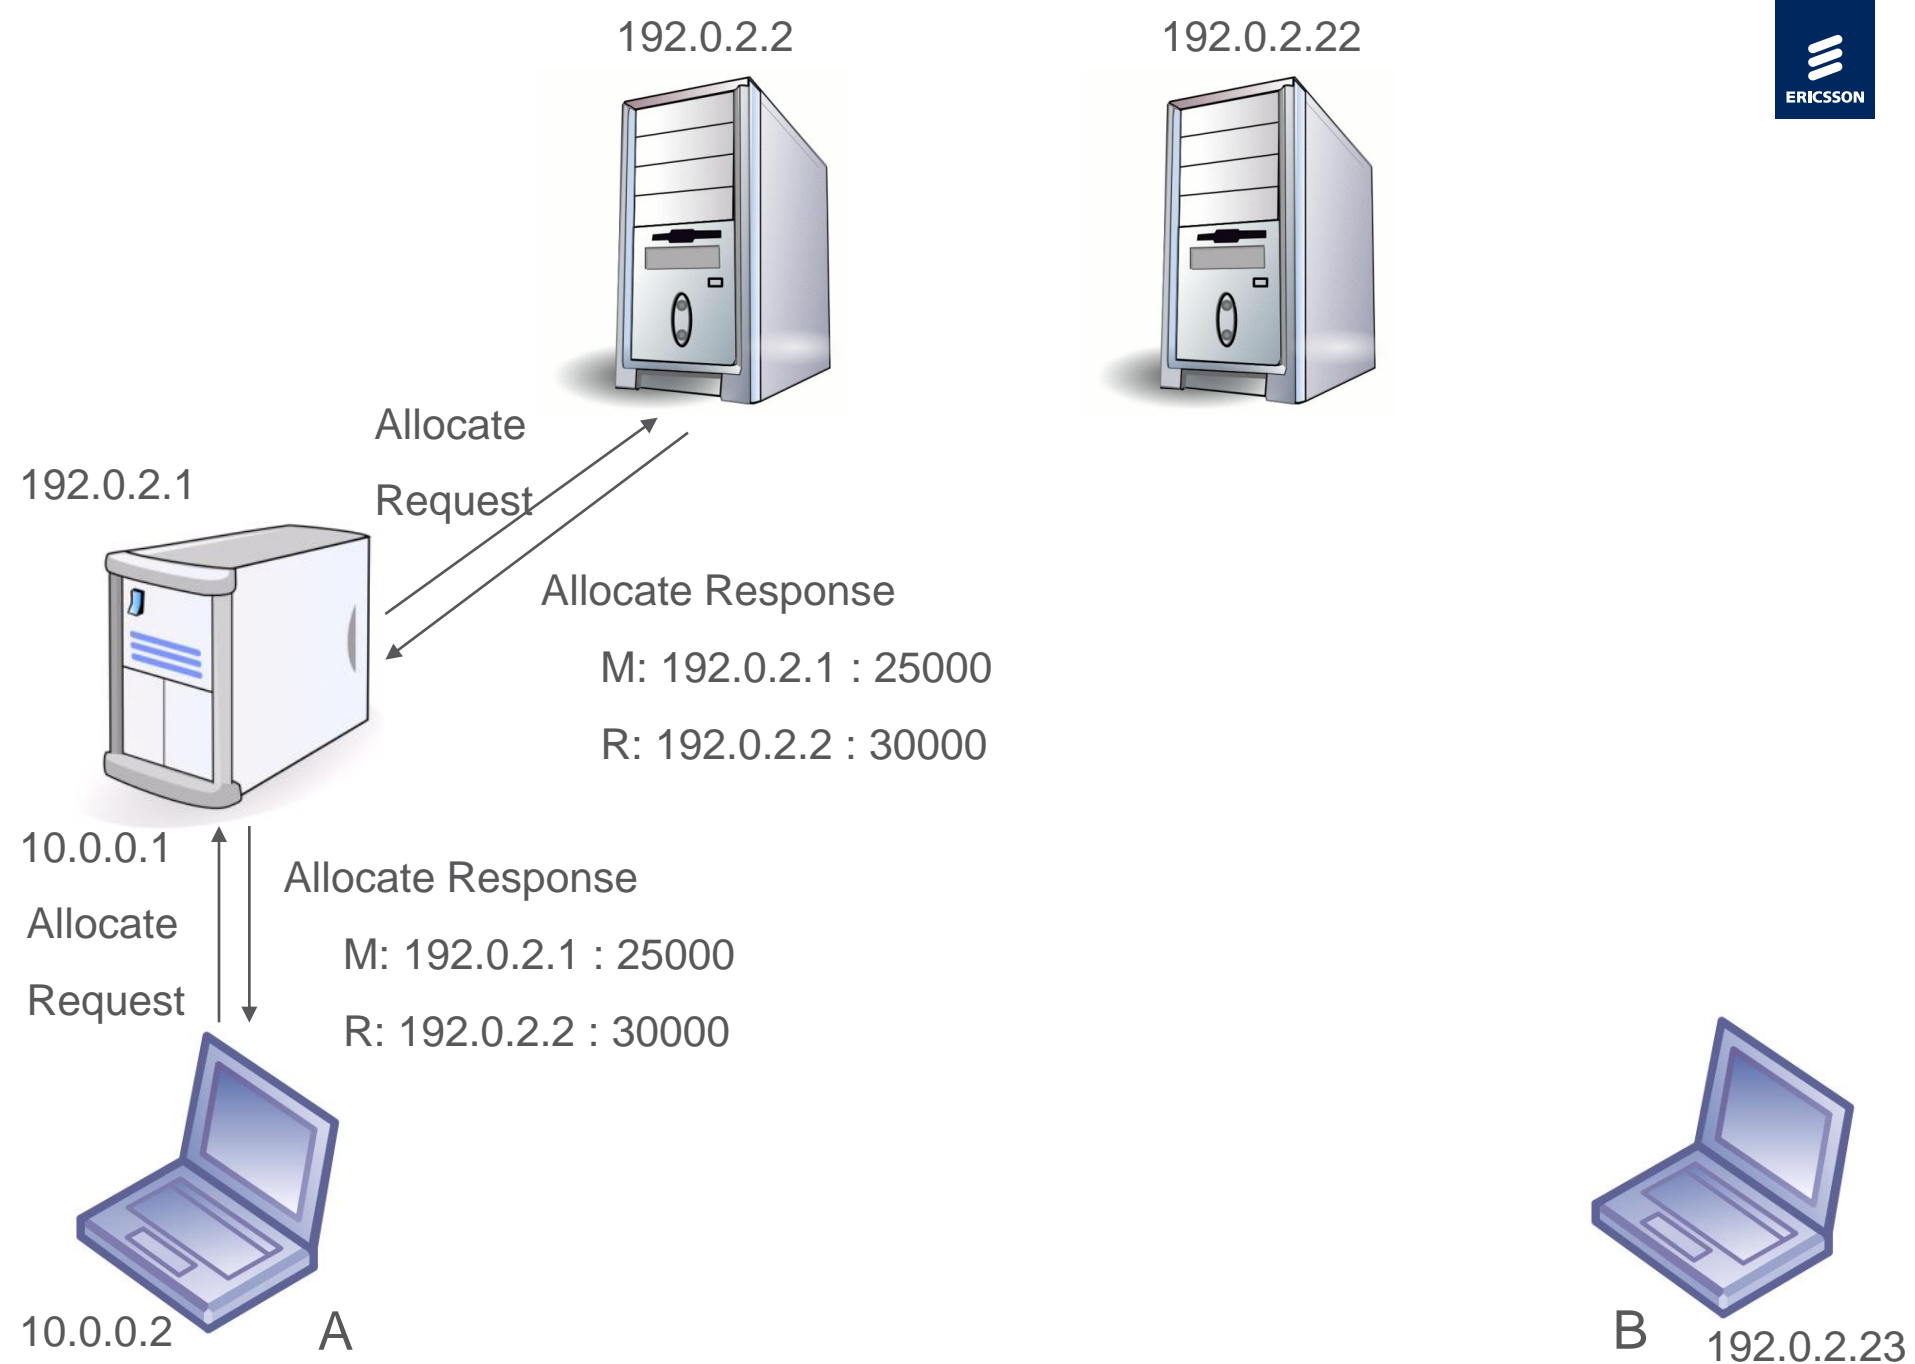 192.0.2.2
192.0.2.22
ERICSSON
Allocate
Request
192.0.2.1
Allocate Response
M: 192.0.2.1 : 25000
R: 192.0.2.2 : 30000
10.0.0.1
Allocate
Request
Allocate Response
M: 192.0.2.1 : 25000
R: 192.0.2.2 : 30000
10.0.0.2
A
B
192.0.2.23